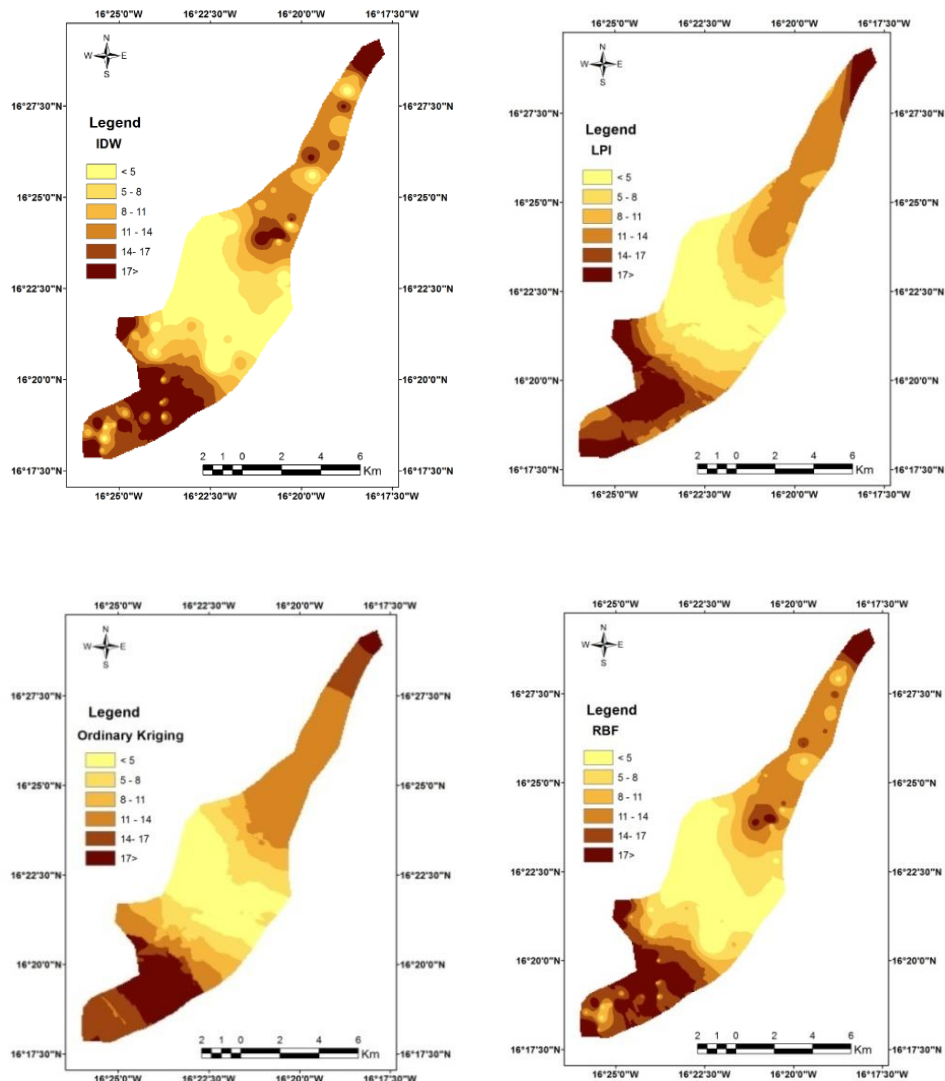 16°25'0"W 16°22'30"W 16°20'0"W 16°17'30"W
N
W E
S
16°27'30"N 16°27'30"N
Legend
IDW
< 5
5 - 8
8 - 11
11 - 14
14- 17
17>
16°25'0"N 16°25'0"N
16°22'30"N 16°22'30"N
16°20'0"N 16°20'0"N
16°17'30"N 16°17'30"N
2 1 0 2 4 6
Km
16°25'0"W 16°22'30"W 16°20'0"W 16°17'30"W
16°25'0"W 16°22'30"W 16°20'0"W 16°17'30"W
N
W E
S
16°27'30"N 16°27'30"N
Legend
LPI
< 5
5 - 8
8 - 11
11 - 14
14- 17
17>
16°25'0"N 16°25'0"N
16°22'30"N 16°22'30"N
16°20'0"N 16°20'0"N
16°17'30"N 16°17'30"N
2 1 0 2 4 6
Km
16°25'0"W 16°22'30"W 16°20'0"W 16°17'30"W
16°25'0"W 16°22'30"W 16°20'0"W 16°17'30"W
N
W E
S
16°27'30"N 16°27'30"N
Legend
Ordinary Kriging
< 5
5 - 8
8 - 11
11 - 14
14- 17
17>
16°25'0"N 16°25'0"N
16°22'30"N 16°22'30"N
16°20'0"N 16°20'0"N
16°17'30"N 16°17'30"N
2 1 0 2 4 6
Km
16°25'0"W 16°22'30"W 16°20'0"W 16°17'30"W
16°25'0"W 16°22'30"W 16°20'0"W 16°17'30"W
N
W E
S
16°27'30"N 16°27'30"N
Legend
RBF
< 5
5 - 8
8 - 11
11 - 14
14- 17
17>
16°25'0"N 16°25'0"N
16°22'30"N 16°22'30"N
16°20'0"N 16°20'0"N
16°17'30"N 16°17'30"N
2 1 0 2 4 6
Km
16°25'0"W 16°22'30"W 16°20'0"W 16°17'30"W